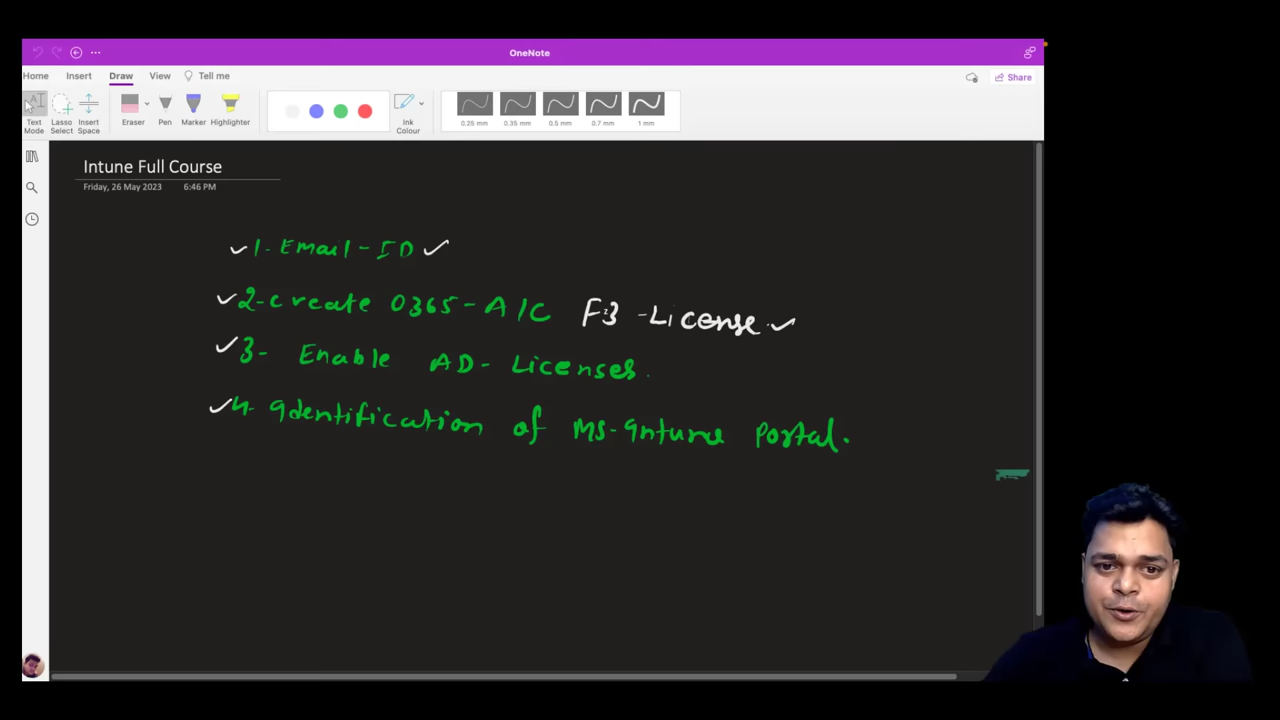 OneNote
Home Insert Draw View Tell me
Share
Text Mode
Lasso Select
Insert Space
Eraser
Pen
Marker
Highlighter
Ink Colour
0.25 mm 0.35 mm 0.5 mm 0.7 mm 1 mm
Intune Full Course
Friday, 26 May 2023 6:46 PM
1- Email-ID
2- create O365-A/C F3 -License.
3- Enable AD- Licenses.
4- Identification of MS-Intune portal.